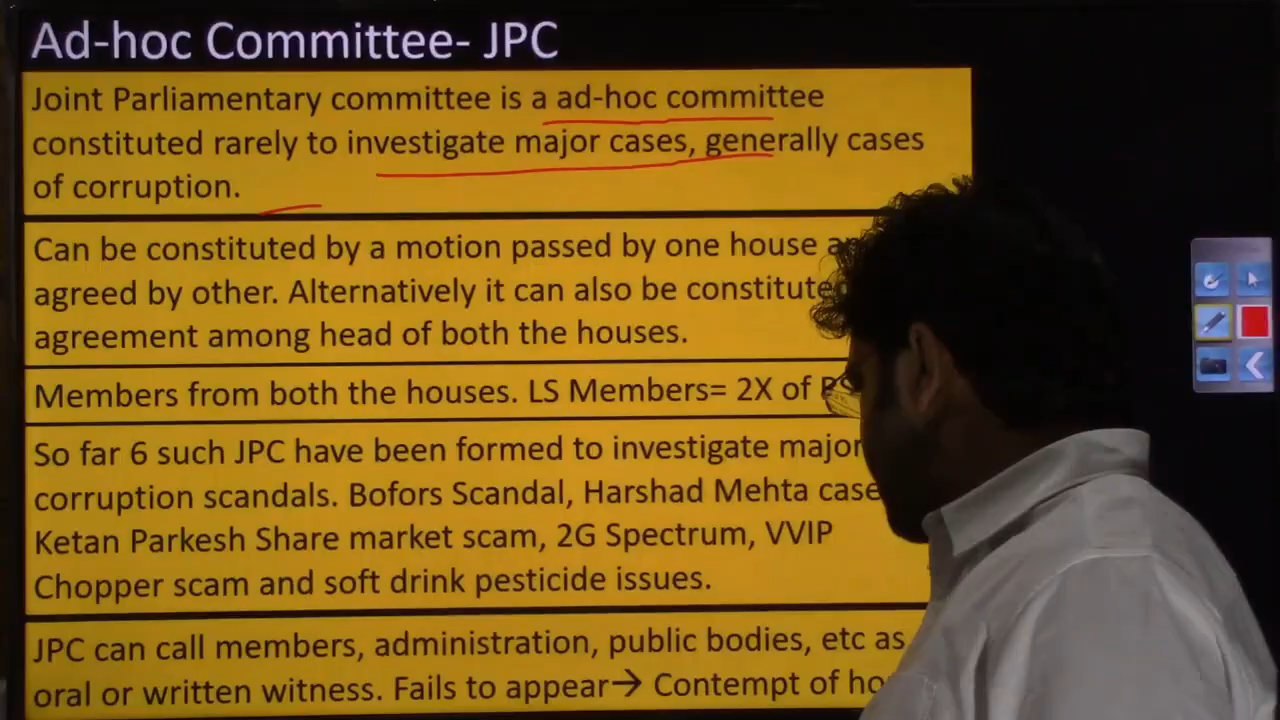 Ad-hoc Committee- JPC
Joint Parliamentary committee is a ad-hoc committee
constituted rarely to investigate major cases, generally cases
of corruption.
Can be constituted by a motion passed by one house
agreed by other. Alternatively it can also be constituted
agreement among head of both the houses.
Members from both the houses. LS Members= 2X of RS
So far 6 such JPC have been formed to investigate major
corruption scandals. Bofors Scandal, Harshad Mehta case
Ketan Parkesh Share market scam, 2G Spectrum, VVIP
Chopper scam and soft drink pesticide issues.
JPC can call members, administration, public bodies, etc as
oral or written witness. Fails to appear→ Contempt of